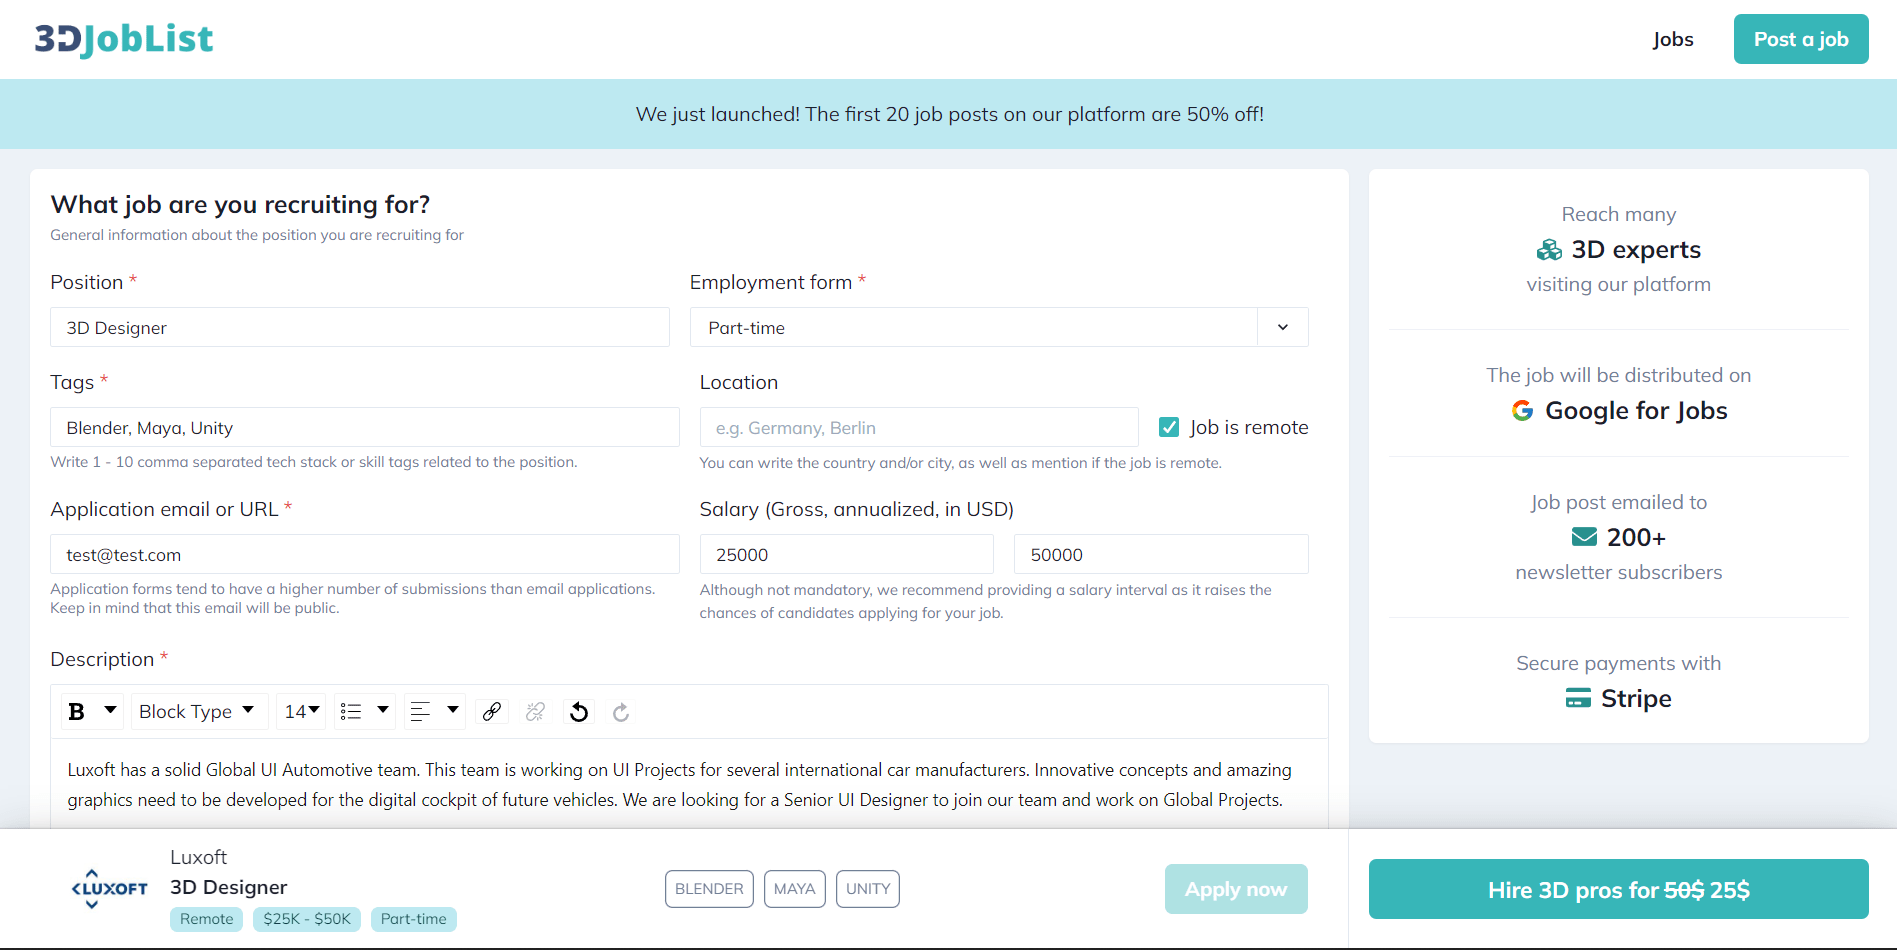 3DJobList
Jobs
Post a job
We just launched! The first 20 job posts on our platform are 50% off!
What job are you recruiting for?
General information about the position you are recruiting for
Position *
3D Designer
Employment form *
Part-time
Tags *
Blender, Maya, Unity
Write 1 - 10 comma separated tech stack or skill tags related to the position.
Location
e.g. Germany, Berlin
Job is remote
You can write the country and/or city, as well as mention if the job is remote.
Application email or URL *
test@test.com
Application forms tend to have a higher number of submissions than email applications.
Keep in mind that this email will be public.
Salary (Gross, annualized, in USD)
25000
50000
Although not mandatory, we recommend providing a salary interval as it raises the
chances of candidates applying for your job.
Description *
B
Block Type
14
Luxoft has a solid Global UI Automotive team. This team is working on UI Projects for several international car manufacturers. Innovative concepts and amazing
graphics need to be developed for the digital cockpit of future vehicles. We are looking for a Senior UI Designer to join our team and work on Global Projects.
Reach many
3D experts
visiting our platform
The job will be distributed on
Google for Jobs
Job post emailed to
200+
newsletter subscribers
Secure payments with
Stripe
LUXOFT
Luxoft
3D Designer
Remote
$25K - $50K
Part-time
BLENDER
MAYA
UNITY
Apply now
Hire 3D pros for 50$ 25$